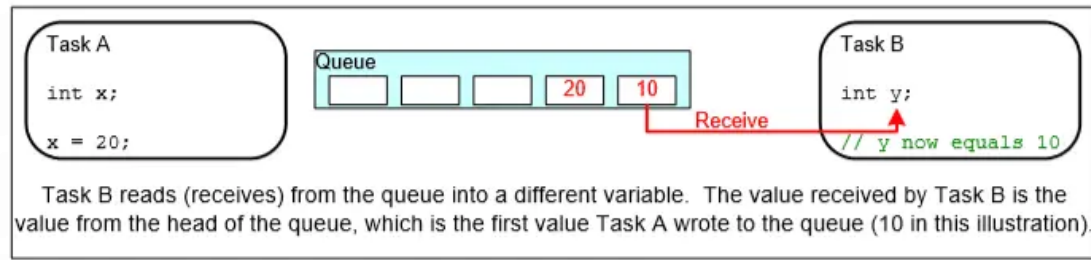 Task A
int x;
x = 20;
Queue
20 10
Receive
Task B
int y;
// y now equals 10
Task B reads (receives) from the queue into a different variable.  The value received by Task B is the
value from the head of the queue, which is the first value Task A wrote to the queue (10 in this illustration).